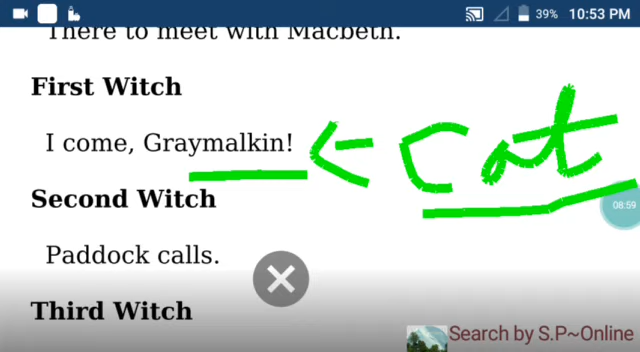 39% 10:53 PM
There to meet with Macbeth.
First Witch
I come, Graymalkin! cat
Second Witch
08:59
Paddock calls.
Third Witch
Search by S.P~Online